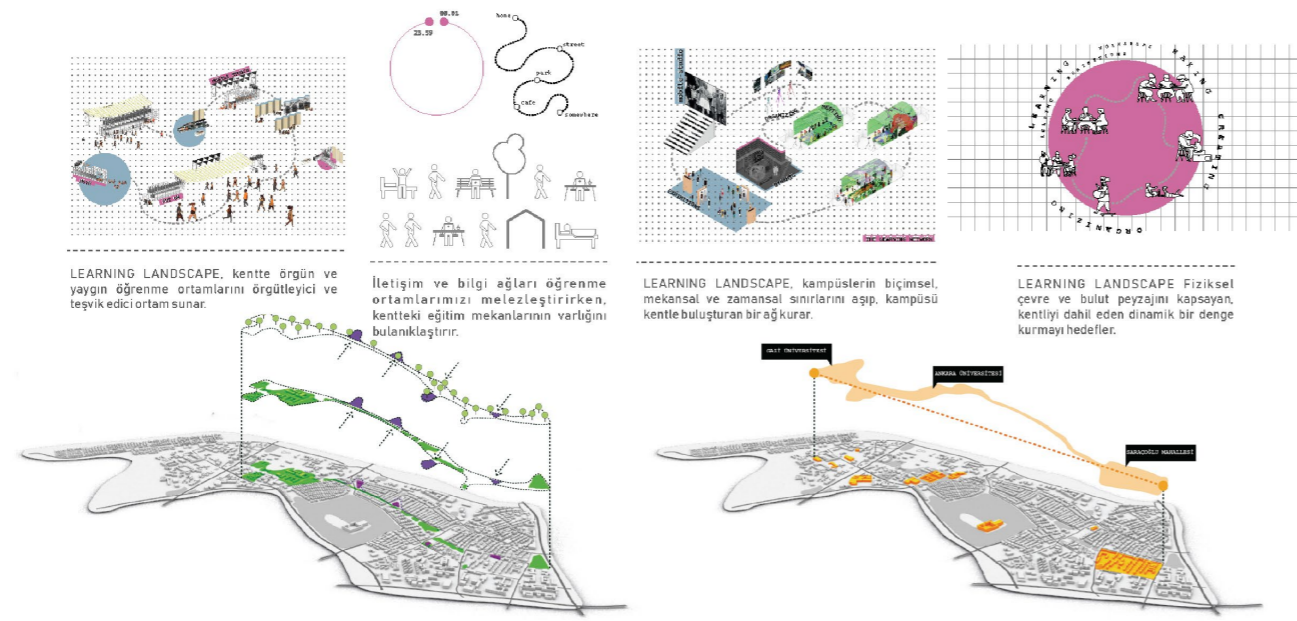 23.59
00.01
home
street
park
cafe
Somewhere
mobile-studio
LEARNING
MAKING
CREATING
ORGANIZING
LEARNING LANDSCAPE, kentte örgün ve
yaygın öğrenme ortamlarını örgütleyici ve
teşvik edici ortam sunar.
İletişim ve bilgi ağları öğrenme
ortamlarımızı melezleştirirken,
kentteki eğitim mekanlarının varlığını
bulanıklaştırır.
LEARNING LANDSCAPE, kampüslerin biçimsel,
mekansal ve zamansal sınırlarını aşıp, kampüsü
kentle buluşturan bir ağ kurar.
LEARNING LANDSCAPE Fiziksel
çevre ve bulut peyzajını kapsayan,
kentliyi dahil eden dinamik bir denge
kurmayı hedefler.
GAZİ ÜNİVERSİTESİ
ANKARA ÜNİVERSİTESİ
SARAÇOĞLU MAHALLESİ